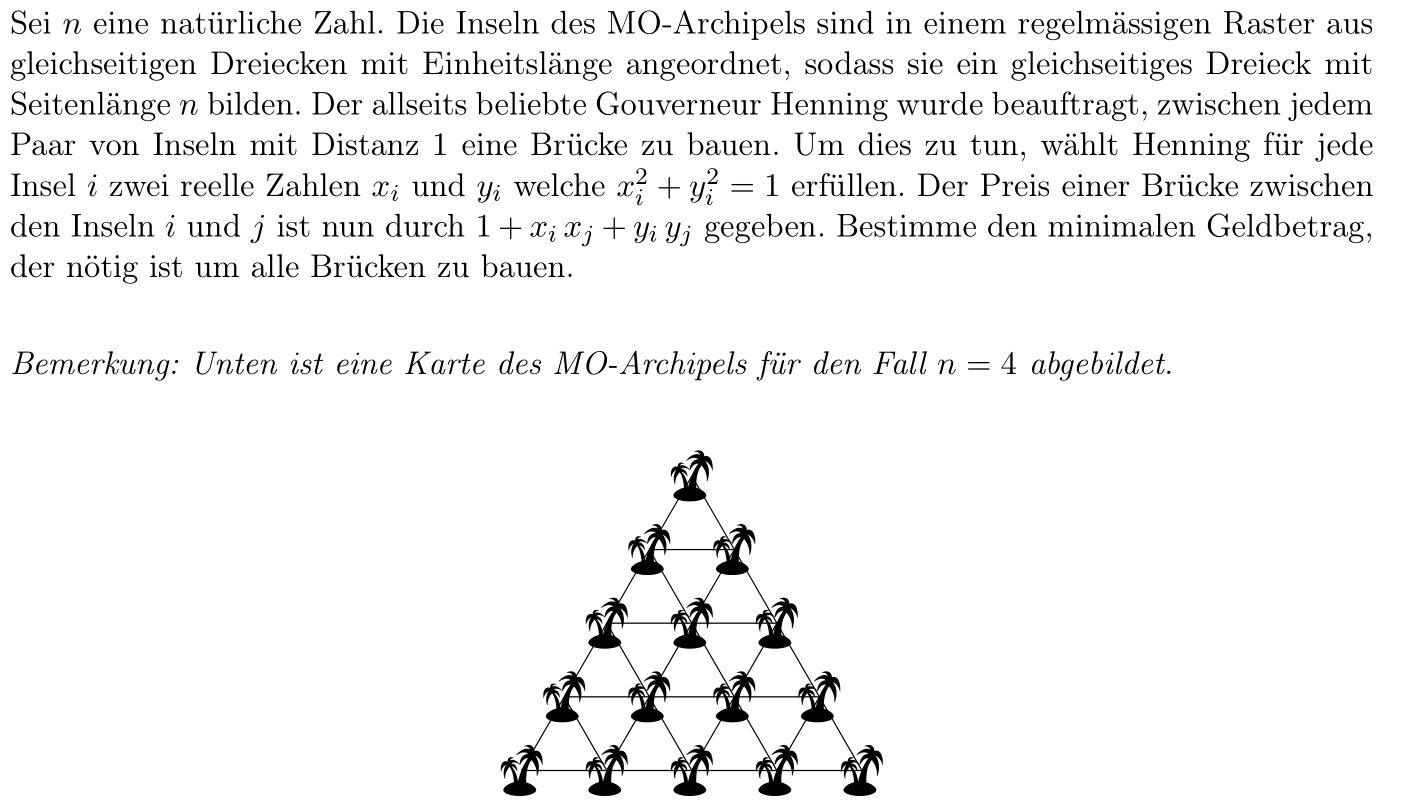 Sei n eine natürliche Zahl. Die Inseln des MO-Archipels sind in einem regelmässigen Raster aus
gleichseitigen Dreiecken mit Einheitslänge angeordnet, sodass sie ein gleichseitiges Dreieck mit
Seitenlänge n bilden. Der allseits beliebte Gouverneur Henning wurde beauftragt, zwischen jedem
Paar von Inseln mit Distanz 1 eine Brücke zu bauen. Um dies zu tun, wählt Henning für jede
Insel i zwei reelle Zahlen x_i und y_i welche x_i^2 + y_i^2 = 1 erfüllen. Der Preis einer Brücke zwischen
den Inseln i und j ist nun durch 1 + x_i x_j + y_i y_j gegeben. Bestimme den minimalen Geldbetrag,
der nötig ist um alle Brücken zu bauen.
Bemerkung: Unten ist eine Karte des MO-Archipels für den Fall n = 4 abgebildet.